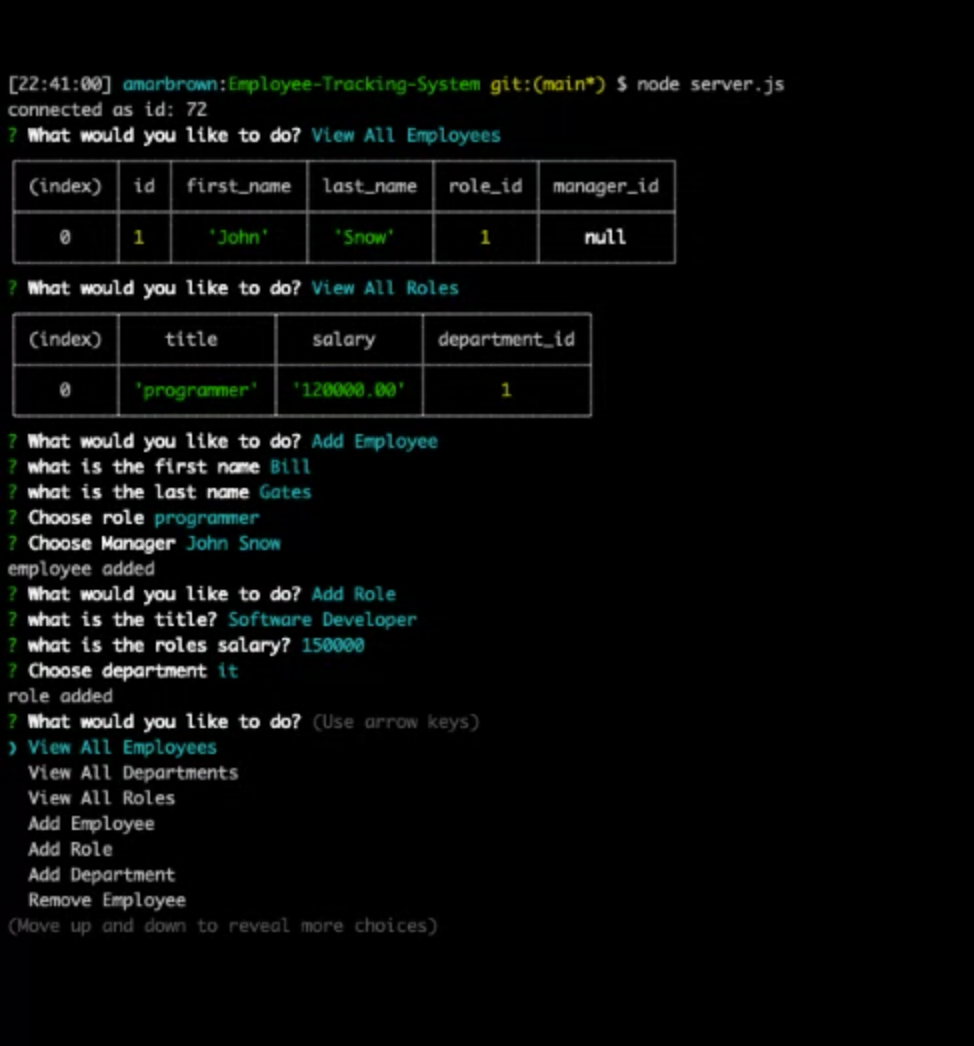 [22:41:00] amarbrown:Employee-Tracking-System git:(main*) $ node server.js
connected as id: 72
? What would you like to do? View All Employees
(index) id first_name last_name role_id manager_id
0 1 'John' 'Snow' 1 null
? What would you like to do? View All Roles
(index) title salary department_id
0 'programmer' '120000.00' 1
? What would you like to do? Add Employee
? what is the first name Bill
? what is the last name Gates
? Choose role programmer
? Choose Manager John Snow
employee added
? What would you like to do? Add Role
? what is the title? Software Developer
? what is the roles salary? 150000
? Choose department it
role added
? What would you like to do? (Use arrow keys)
❯ View All Employees
View All Departments
View All Roles
Add Employee
Add Role
Add Department
Remove Employee
(Move up and down to reveal more choices)